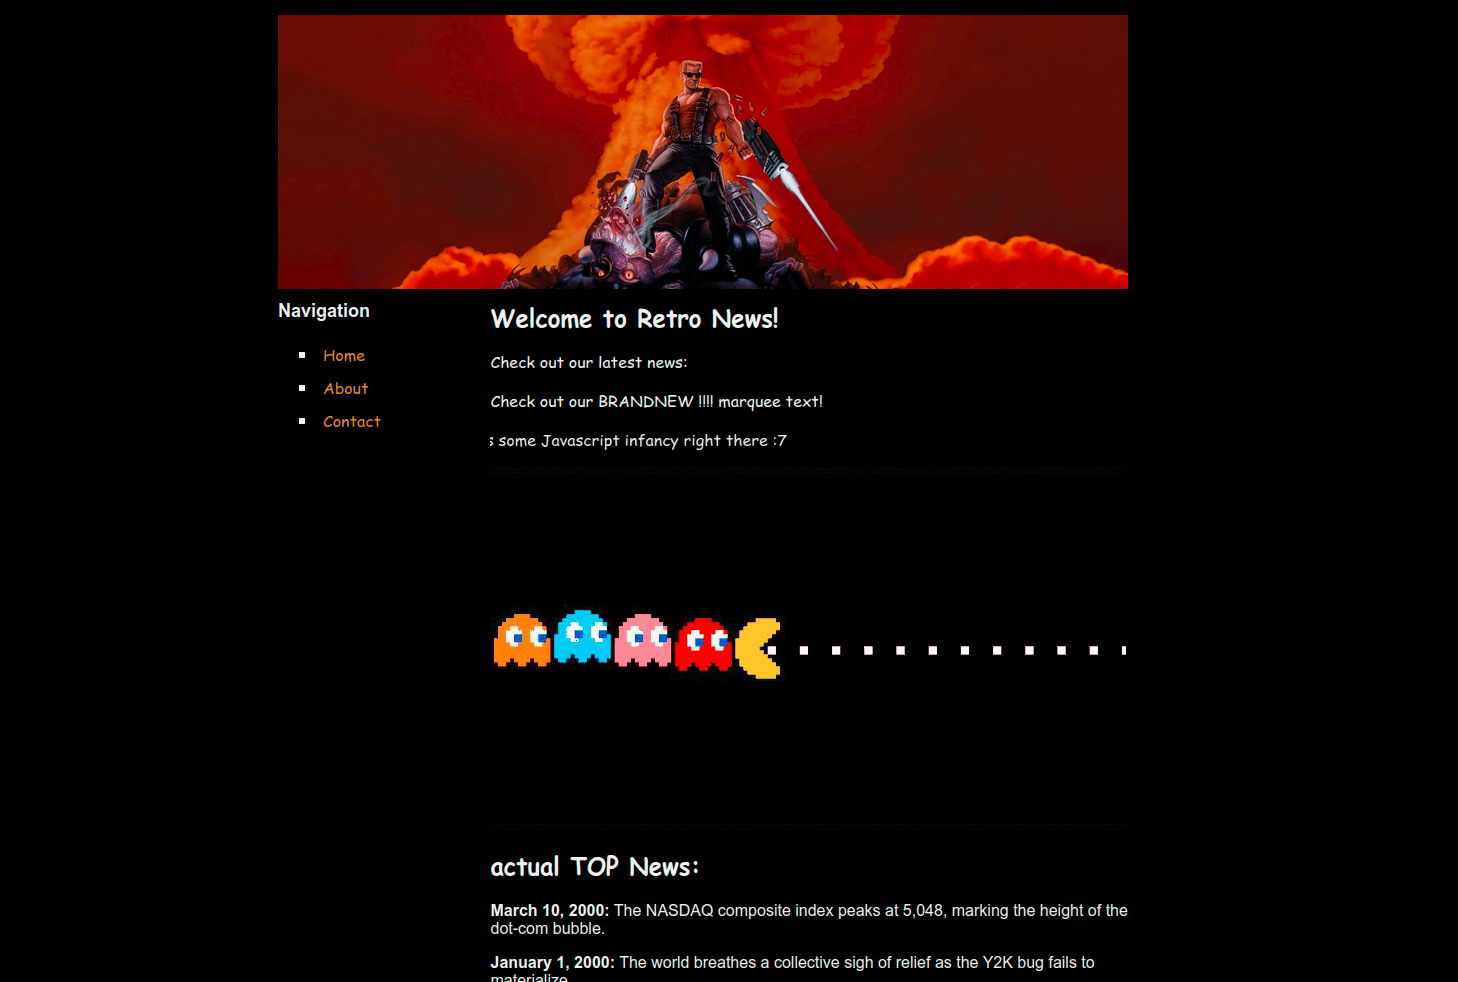 Navigation
Home
About
Contact
Welcome to Retro News!
Check out our latest news:
Check out our BRANDNEW !!!! marquee text!
s some Javascript infancy right there :7
actual TOP News:
March 10, 2000: The NASDAQ composite index peaks at 5,048, marking the height of the
dot-com bubble.
January 1, 2000: The world breathes a collective sigh of relief as the Y2K bug fails to
materialize